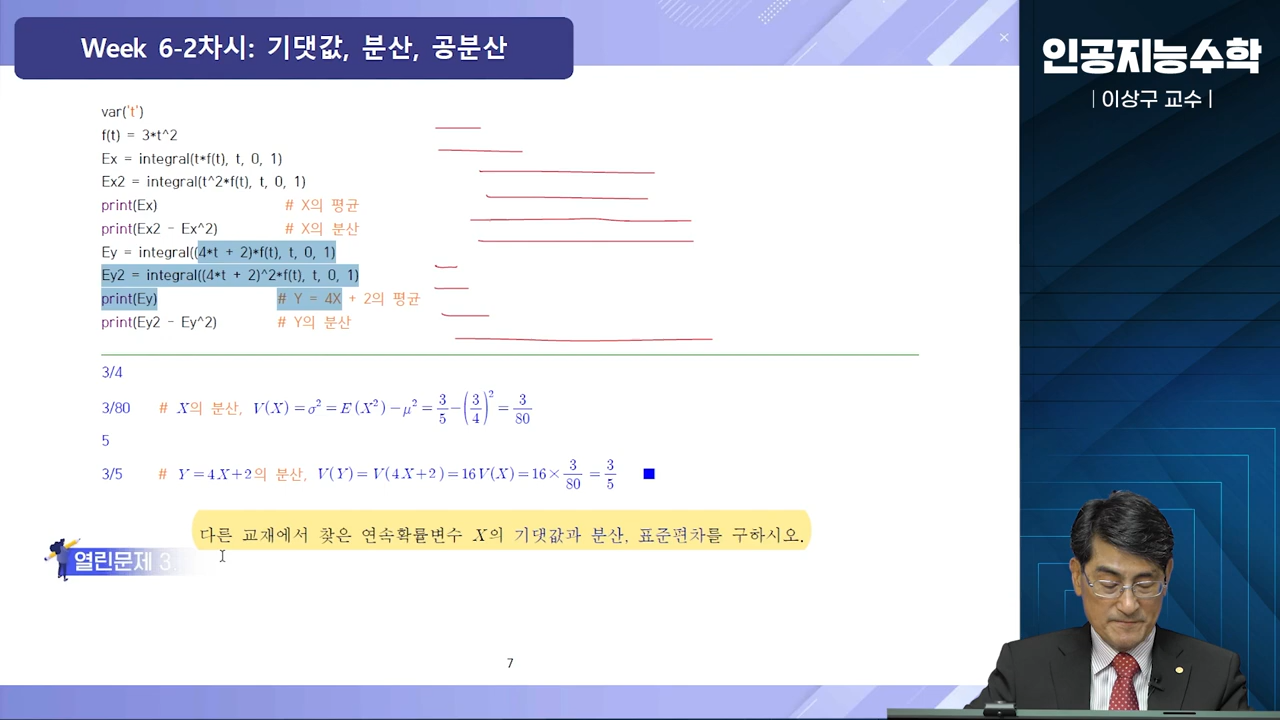 Week 6-2차시: 기댓값, 분산, 공분산
인공지능수학
| 이상구 교수 |
var('t')
f(t) = 3*t^2
Ex = integral(t*f(t), t, 0, 1)
Ex2 = integral(t^2*f(t), t, 0, 1)
print(Ex) # X의 평균
print(Ex2 - Ex^2) # X의 분산
Ey = integral((4*t + 2)*f(t), t, 0, 1)
Ey2 = integral((4*t + 2)^2*f(t), t, 0, 1)
print(Ey) # Y = 4X + 2의 평균
print(Ey2 - Ey^2) # Y의 분산
3/4
3/80 # X의 분산, V(X) = σ² = E(X²) − μ² = 3/5 − (3/4)² = 3/80
5
3/5 # Y = 4X+2의 분산, V(Y) = V(4X+2) = 16V(X) = 16 × 3/80 = 3/5 ■
다른 교재에서 찾은 연속확률변수 X의 기댓값과 분산, 표준편차를 구하시오.
열린문제 3.
7